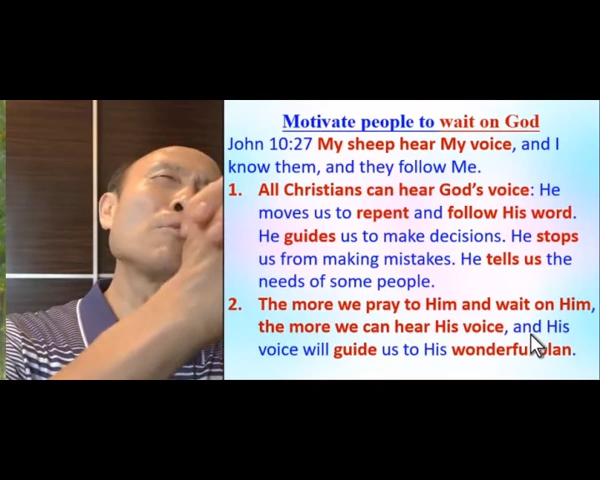 Motivate people to wait on God
John 10:27 My sheep hear My voice, and I
know them, and they follow Me.
1. All Christians can hear God's voice: He
moves us to repent and follow His word.
He guides us to make decisions. He stops
us from making mistakes. He tells us the
needs of some people.
2. The more we pray to Him and wait on Him,
the more we can hear His voice, and His
voice will guide us to His wonderful plan.